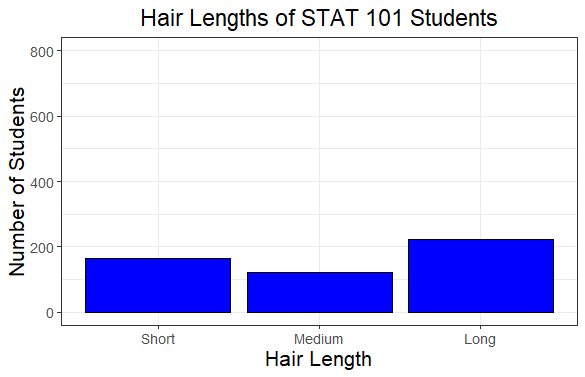 Hair Lengths of STAT 101 Students
Number of Students
800
600
400
200
0
Short Medium Long
Hair Length